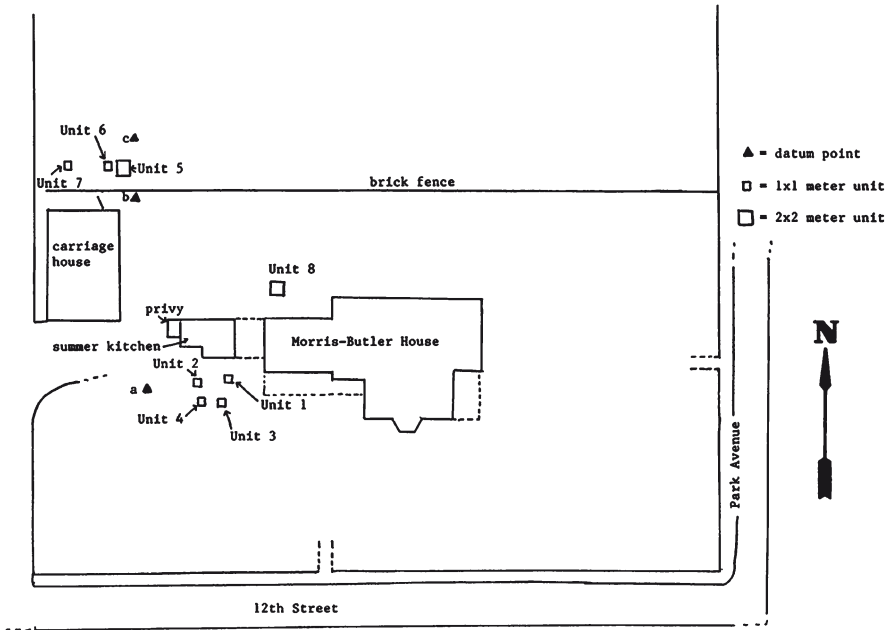 Unit 6
c
Unit 5
Unit 7
brick fence
b
= datum point
= 1x1 meter unit
= 2x2 meter unit
carriage
house
Unit 8
privy
summer kitchen
Morris-Butler House
Unit 2
a
Unit 1
Unit 4
Unit 3
N
Park Avenue
12th Street